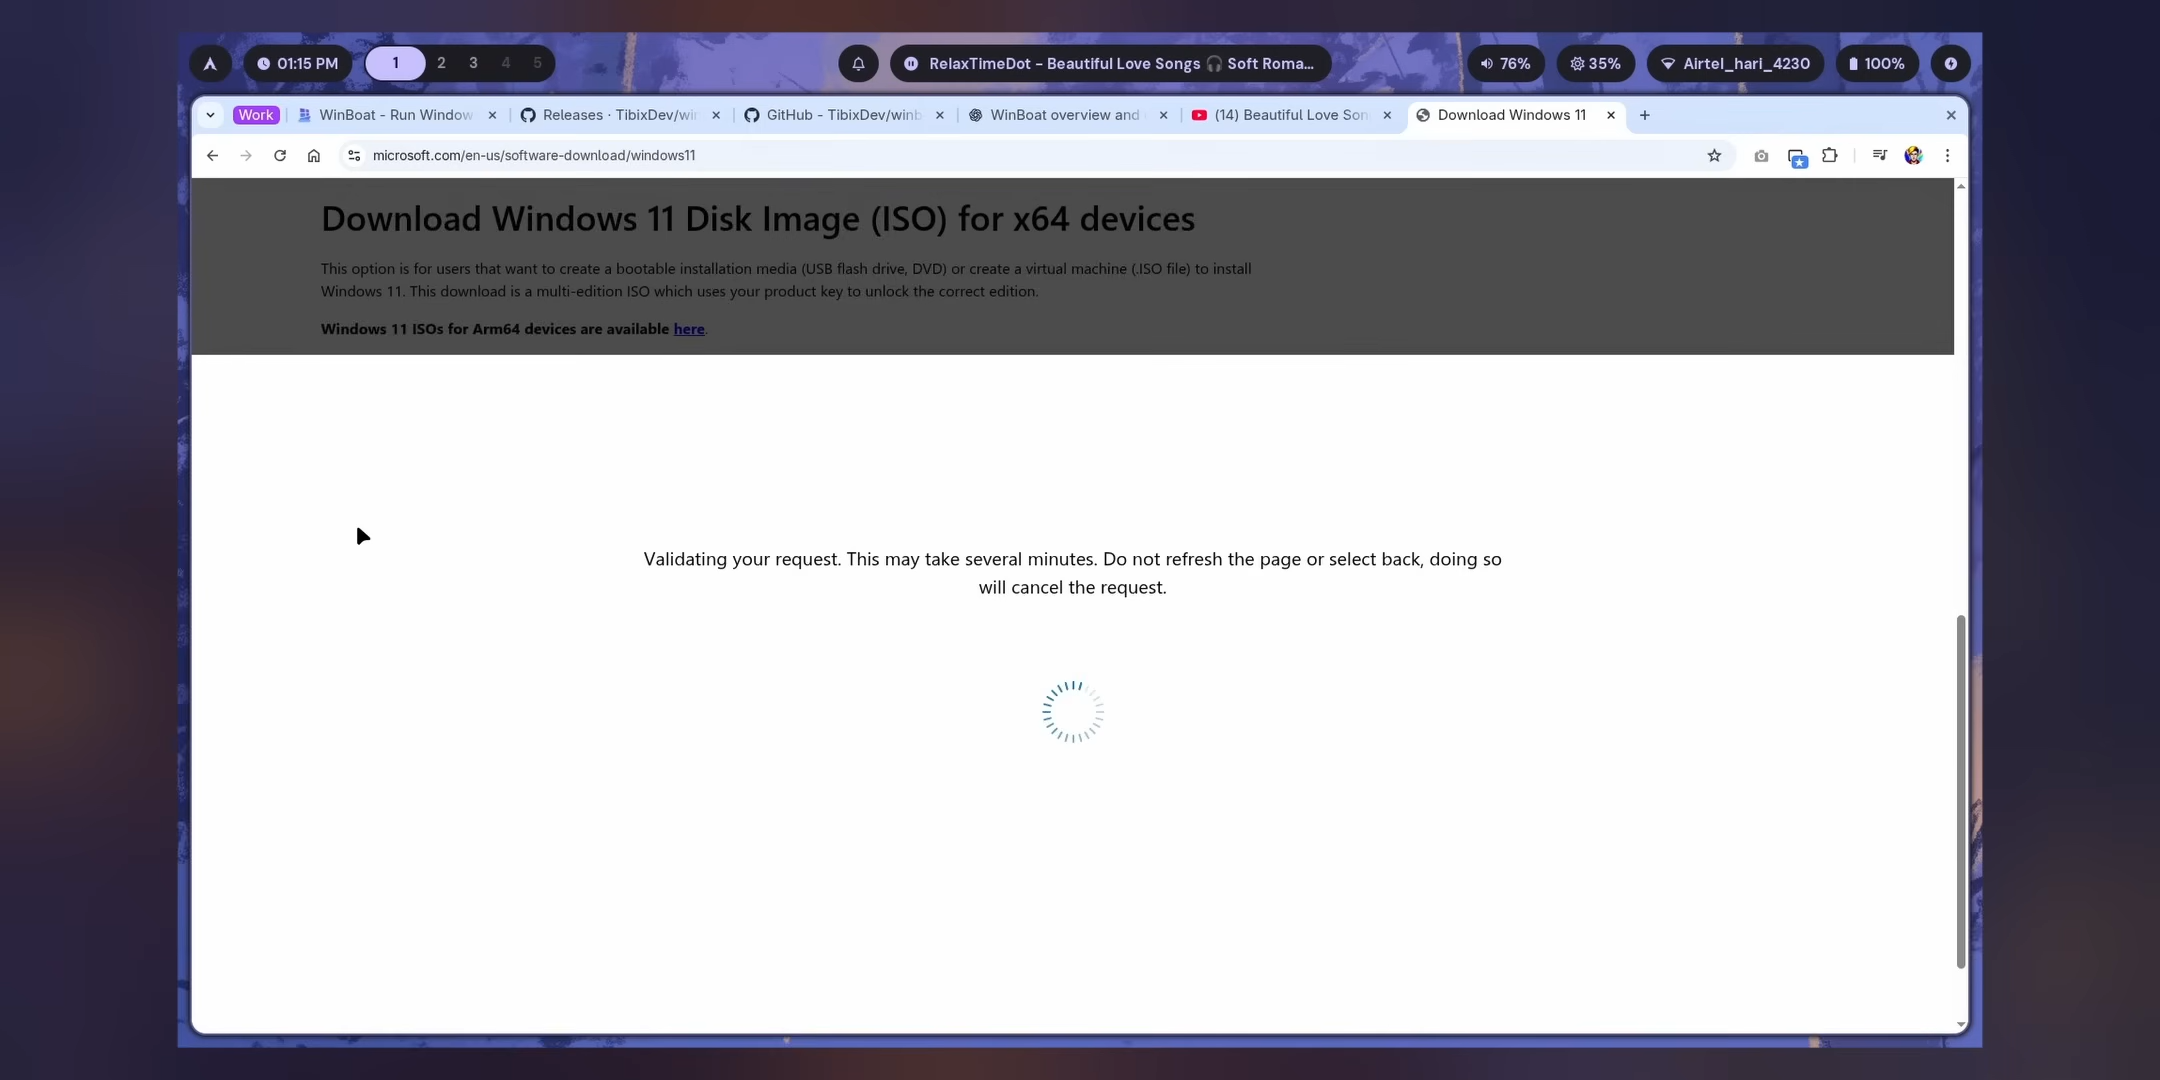 01:15 PM
1 2 3 4 5
RelaxTimeDot – Beautiful Love Songs 🎧 Soft Roma...
76%
35%
Airtel_hari_4230
100%
Work
WinBoat - Run Window
Releases · TibixDev/wi
GitHub - TibixDev/winb
WinBoat overview and
(14) Beautiful Love Son
Download Windows 11
microsoft.com/en-us/software-download/windows11
Download Windows 11 Disk Image (ISO) for x64 devices
This option is for users that want to create a bootable installation media (USB flash drive, DVD) or create a virtual machine (.ISO file) to install
Windows 11. This download is a multi-edition ISO which uses your product key to unlock the correct edition.
Windows 11 ISOs for Arm64 devices are available here.
Validating your request. This may take several minutes. Do not refresh the page or select back, doing so
will cancel the request.